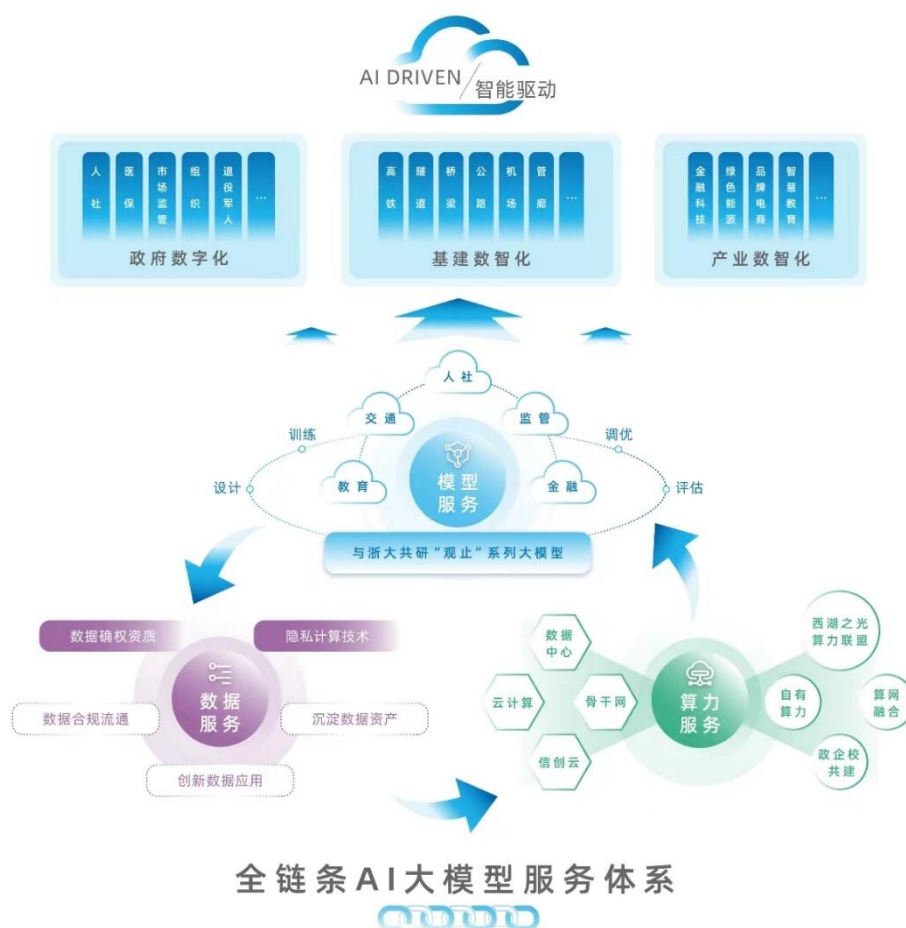 AI DRIVEN/智能驱动
人社
医保
市场监管
组织
退役军人
...
政府数字化
高铁
隧道
桥梁
公路
机场
管廊
...
基建数智化
金融科技
绿色能源
品牌电商
智慧教育
...
产业数智化
人社
交通
监管
训练
调优
设计
教育
模型
服务
金融
评估
与浙大共研“观止”系列大模型
数据确权资质
隐私计算技术
数据
服务
数据合规流通
沉淀数据资产
创新数据应用
数据
中心
西湖之光
算力联盟
云计算
骨干网
算力
服务
自有
算力
算网
融合
信创云
政企校
共建
全链条AI大模型服务体系